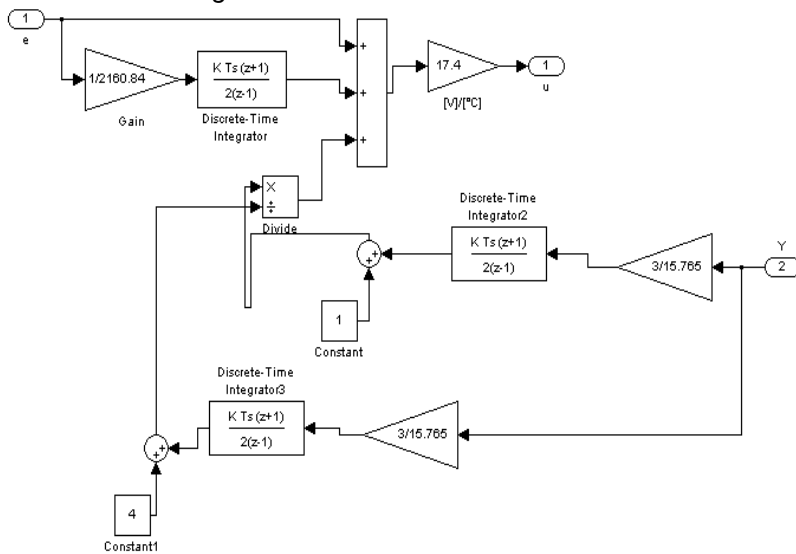 1
e
1/2160.84
Gain
K Ts(z+1)
2(z-1)
Discrete-Time
Integrator
+
+
+
17.4
[V]/[ºC]
1
u
×
÷
Divide
Discrete-Time
Integrator2
K Ts(z+1)
2(z-1)
3/15.765
Y
2
+
+
1
Constant
Discrete-Time
Integrator3
K Ts(z+1)
2(z-1)
3/15.765
+
+
4
Constant1